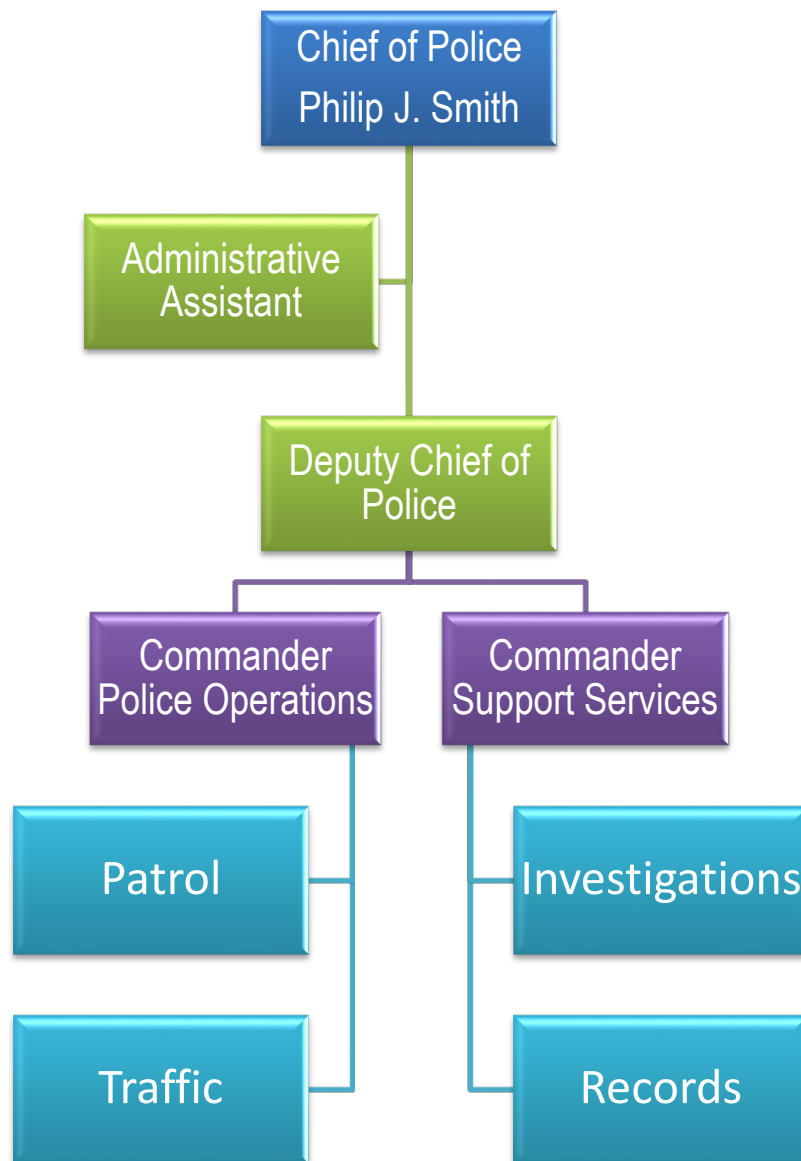 Chief of Police
Philip J. Smith
Administrative
Assistant
Deputy Chief of
Police
Commander
Police Operations
Commander
Support Services
Patrol
Investigations
Traffic
Records